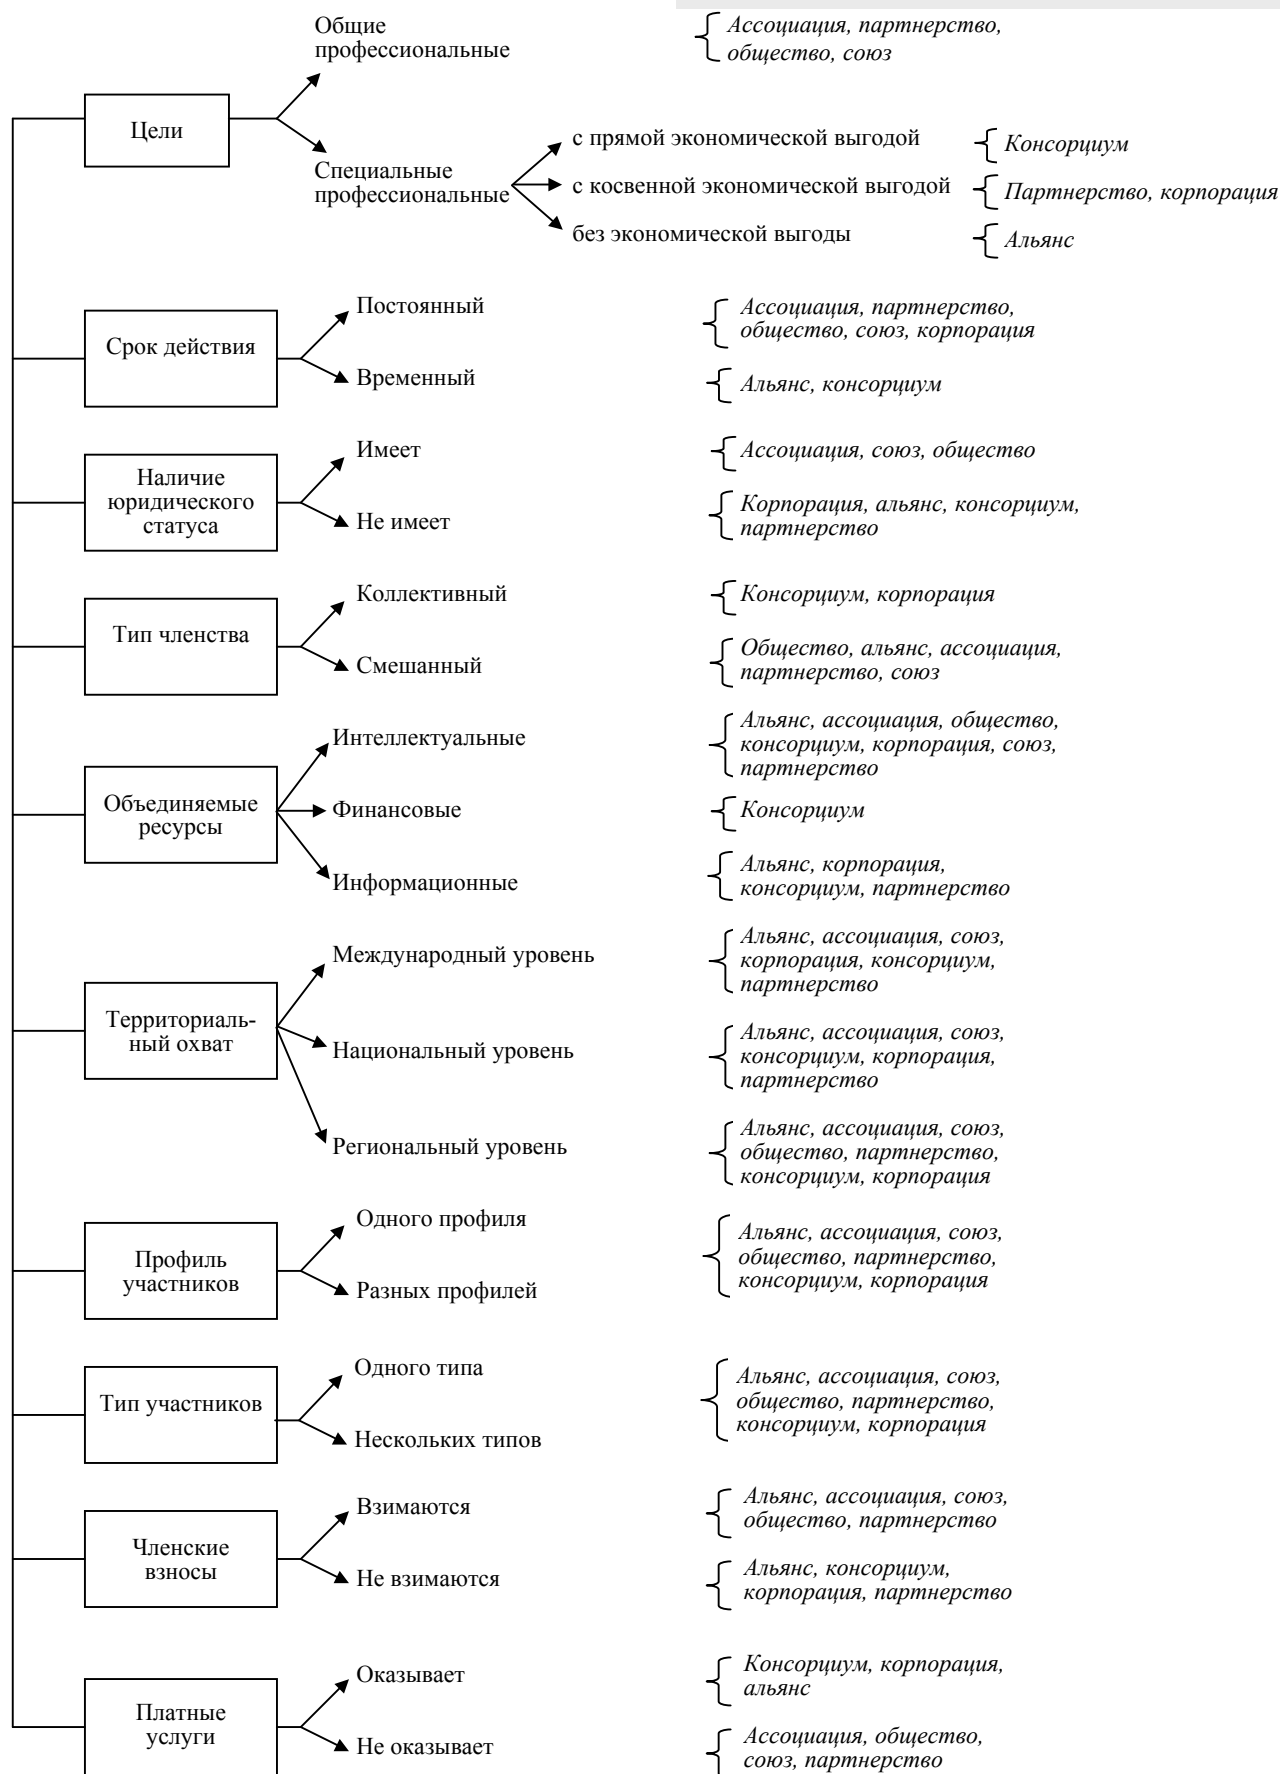 Общие
профессиональные
Ассоциация, партнерство,
общество, союз
Цели
Специальные
профессиональные
с прямой экономической выгодой
Консорциум
с косвенной экономической выгодой
Партнерство, корпорация
без экономической выгоды
Альянс
Срок действия
Постоянный
Ассоциация, партнерство,
общество, союз, корпорация
Временный
Альянс, консорциум
Наличие
юридического
статуса
Имеет
Ассоциация, союз, общество
Не имеет
Корпорация, альянс, консорциум,
партнерство
Тип членства
Коллективный
Консорциум, корпорация
Смешанный
Общество, альянс, ассоциация,
партнерство, союз
Объединяемые
ресурсы
Интеллектуальные
Альянс, ассоциация, общество,
консорциум, корпорация, союз,
партнерство
Финансовые
Консорциум
Информационные
Альянс, корпорация,
консорциум, партнерство
Территориаль-
ный охват
Международный уровень
Альянс, ассоциация, союз,
корпорация, консорциум,
партнерство
Национальный уровень
Альянс, ассоциация, союз,
консорциум, корпорация,
партнерство
Региональный уровень
Альянс, ассоциация, союз,
общество, партнерство,
консорциум, корпорация
Профиль
участников
Одного профиля
Разных профилей
Альянс, ассоциация, союз,
общество, партнерство,
консорциум, корпорация
Тип участников
Одного типа
Нескольких типов
Альянс, ассоциация, союз,
общество, партнерство,
консорциум, корпорация
Членские
взносы
Взимаются
Альянс, ассоциация, союз,
общество, партнерство
Не взимаются
Альянс, консорциум,
корпорация, партнерство
Платные
услуги
Оказывает
Консорциум, корпорация,
альянс
Не оказывает
Ассоциация, общество,
союз, партнерство